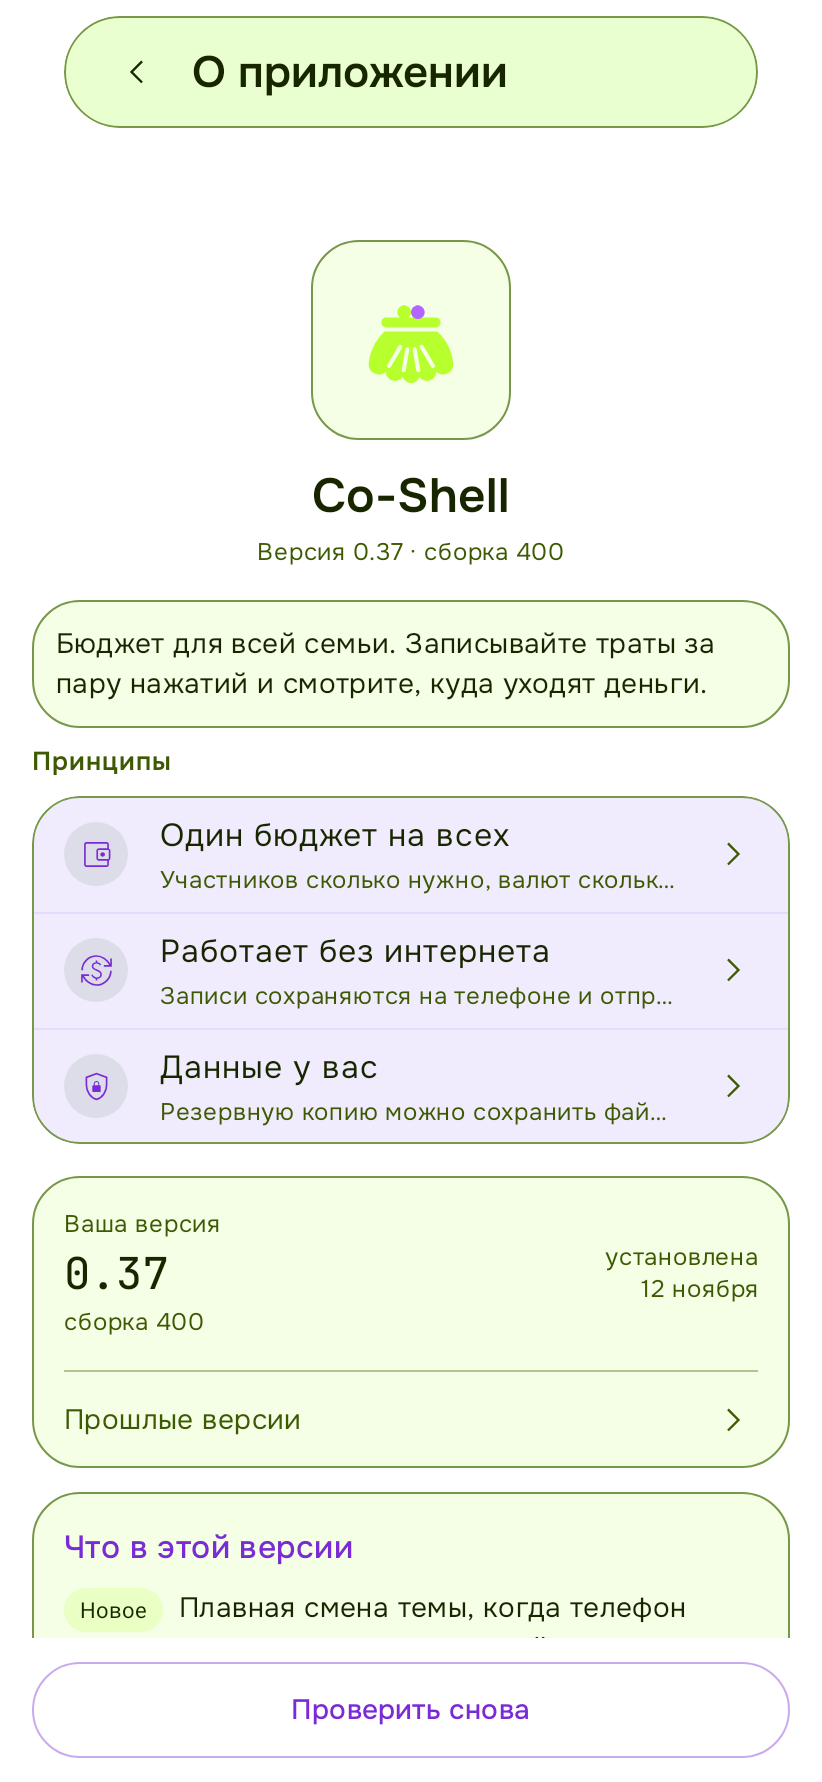 О приложении
Co-Shell
Версия 0.37 · сборка 400
Бюджет для всей семьи. Записывайте траты за
пару нажатий и смотрите, куда уходят деньги.
Принципы
Один бюджет на всех
Участников сколько нужно, валют скольк...
Работает без интернета
Записи сохраняются на телефоне и отпр...
Данные у вас
Резервную копию можно сохранить фай...
Ваша версия
0.37
сборка 400
установлена
12 ноября
Прошлые версии
Что в этой версии
Новое Плавная смена темы, когда телефон
Проверить снова